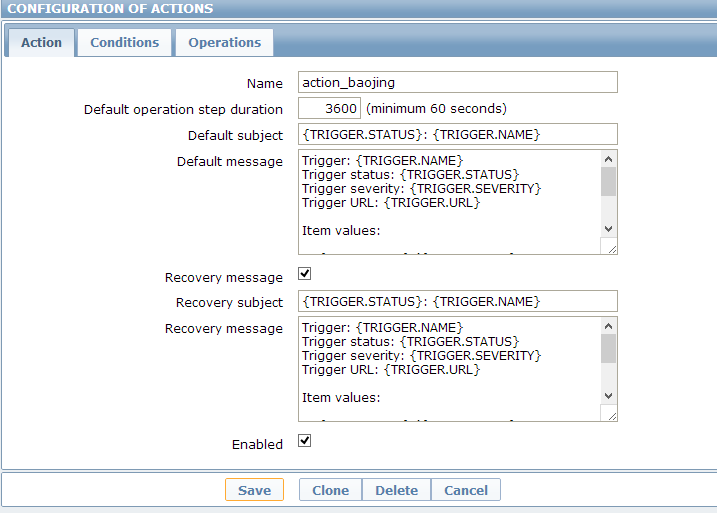 CONFIGURATION OF ACTIONS
Action Conditions Operations
Name action_baojing
Default operation step duration 3600 (minimum 60 seconds)
Default subject {TRIGGER.STATUS}: {TRIGGER.NAME}
Default message Trigger: {TRIGGER.NAME}
Trigger status: {TRIGGER.STATUS}
Trigger severity: {TRIGGER.SEVERITY}
Trigger URL: {TRIGGER.URL}
Item values:
Recovery message
Recovery subject {TRIGGER.STATUS}: {TRIGGER.NAME}
Recovery message Trigger: {TRIGGER.NAME}
Trigger status: {TRIGGER.STATUS}
Trigger severity: {TRIGGER.SEVERITY}
Trigger URL: {TRIGGER.URL}
Item values:
Enabled
Save Clone Delete Cancel